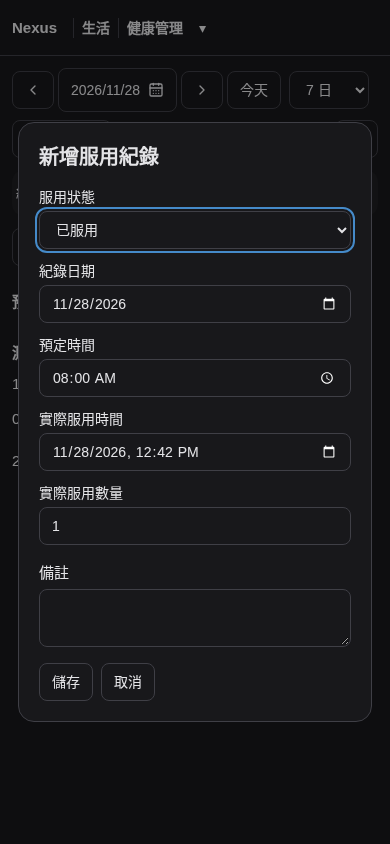 Nexus 生活 健康管理 ▾
2026/11/28 今天 7 日
新增服用紀錄
服用狀態
已服用
紀錄日期
11/28/2026
預定時間
08:00 AM
實際服用時間
11/28/2026, 12:42 PM
實際服用數量
1
備註
儲存 取消